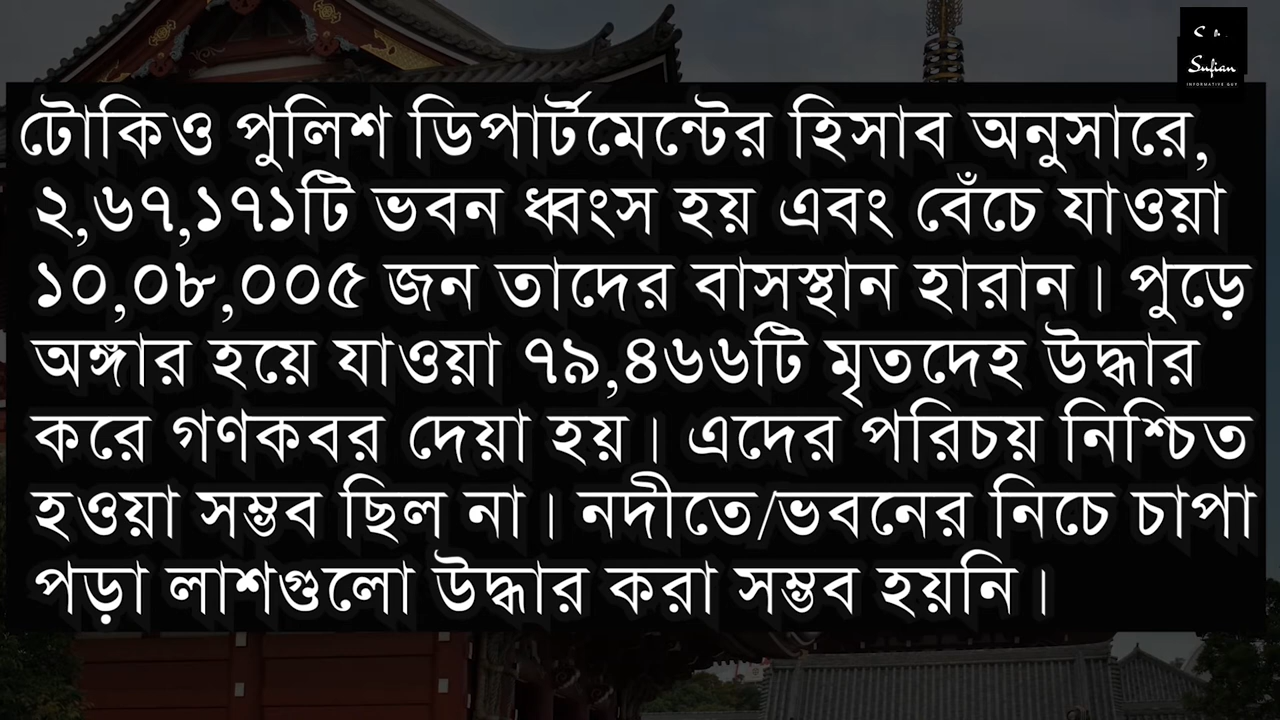 C &
Sufian
INFORMATIVE GUY
টোকিও পুলিশ ডিপার্টমেন্টের হিসাব অনুসারে,
২,৬৭,১৭১টি ভবন ধ্বংস হয় এবং বেঁচে যাওয়া
১০,০৮,০০৫ জন তাদের বাসস্থান হারান। পুড়ে
অঙ্গার হয়ে যাওয়া ৭৯,৪৬৬টি মৃতদেহ উদ্ধার
করে গণকবর দেয়া হয়। এদের পরিচয় নিশ্চিত
হওয়া সম্ভব ছিল না। নদীতে/ভবনের নিচে চাপা
পড়া লাশগুলো উদ্ধার করা সম্ভব হয়নি।